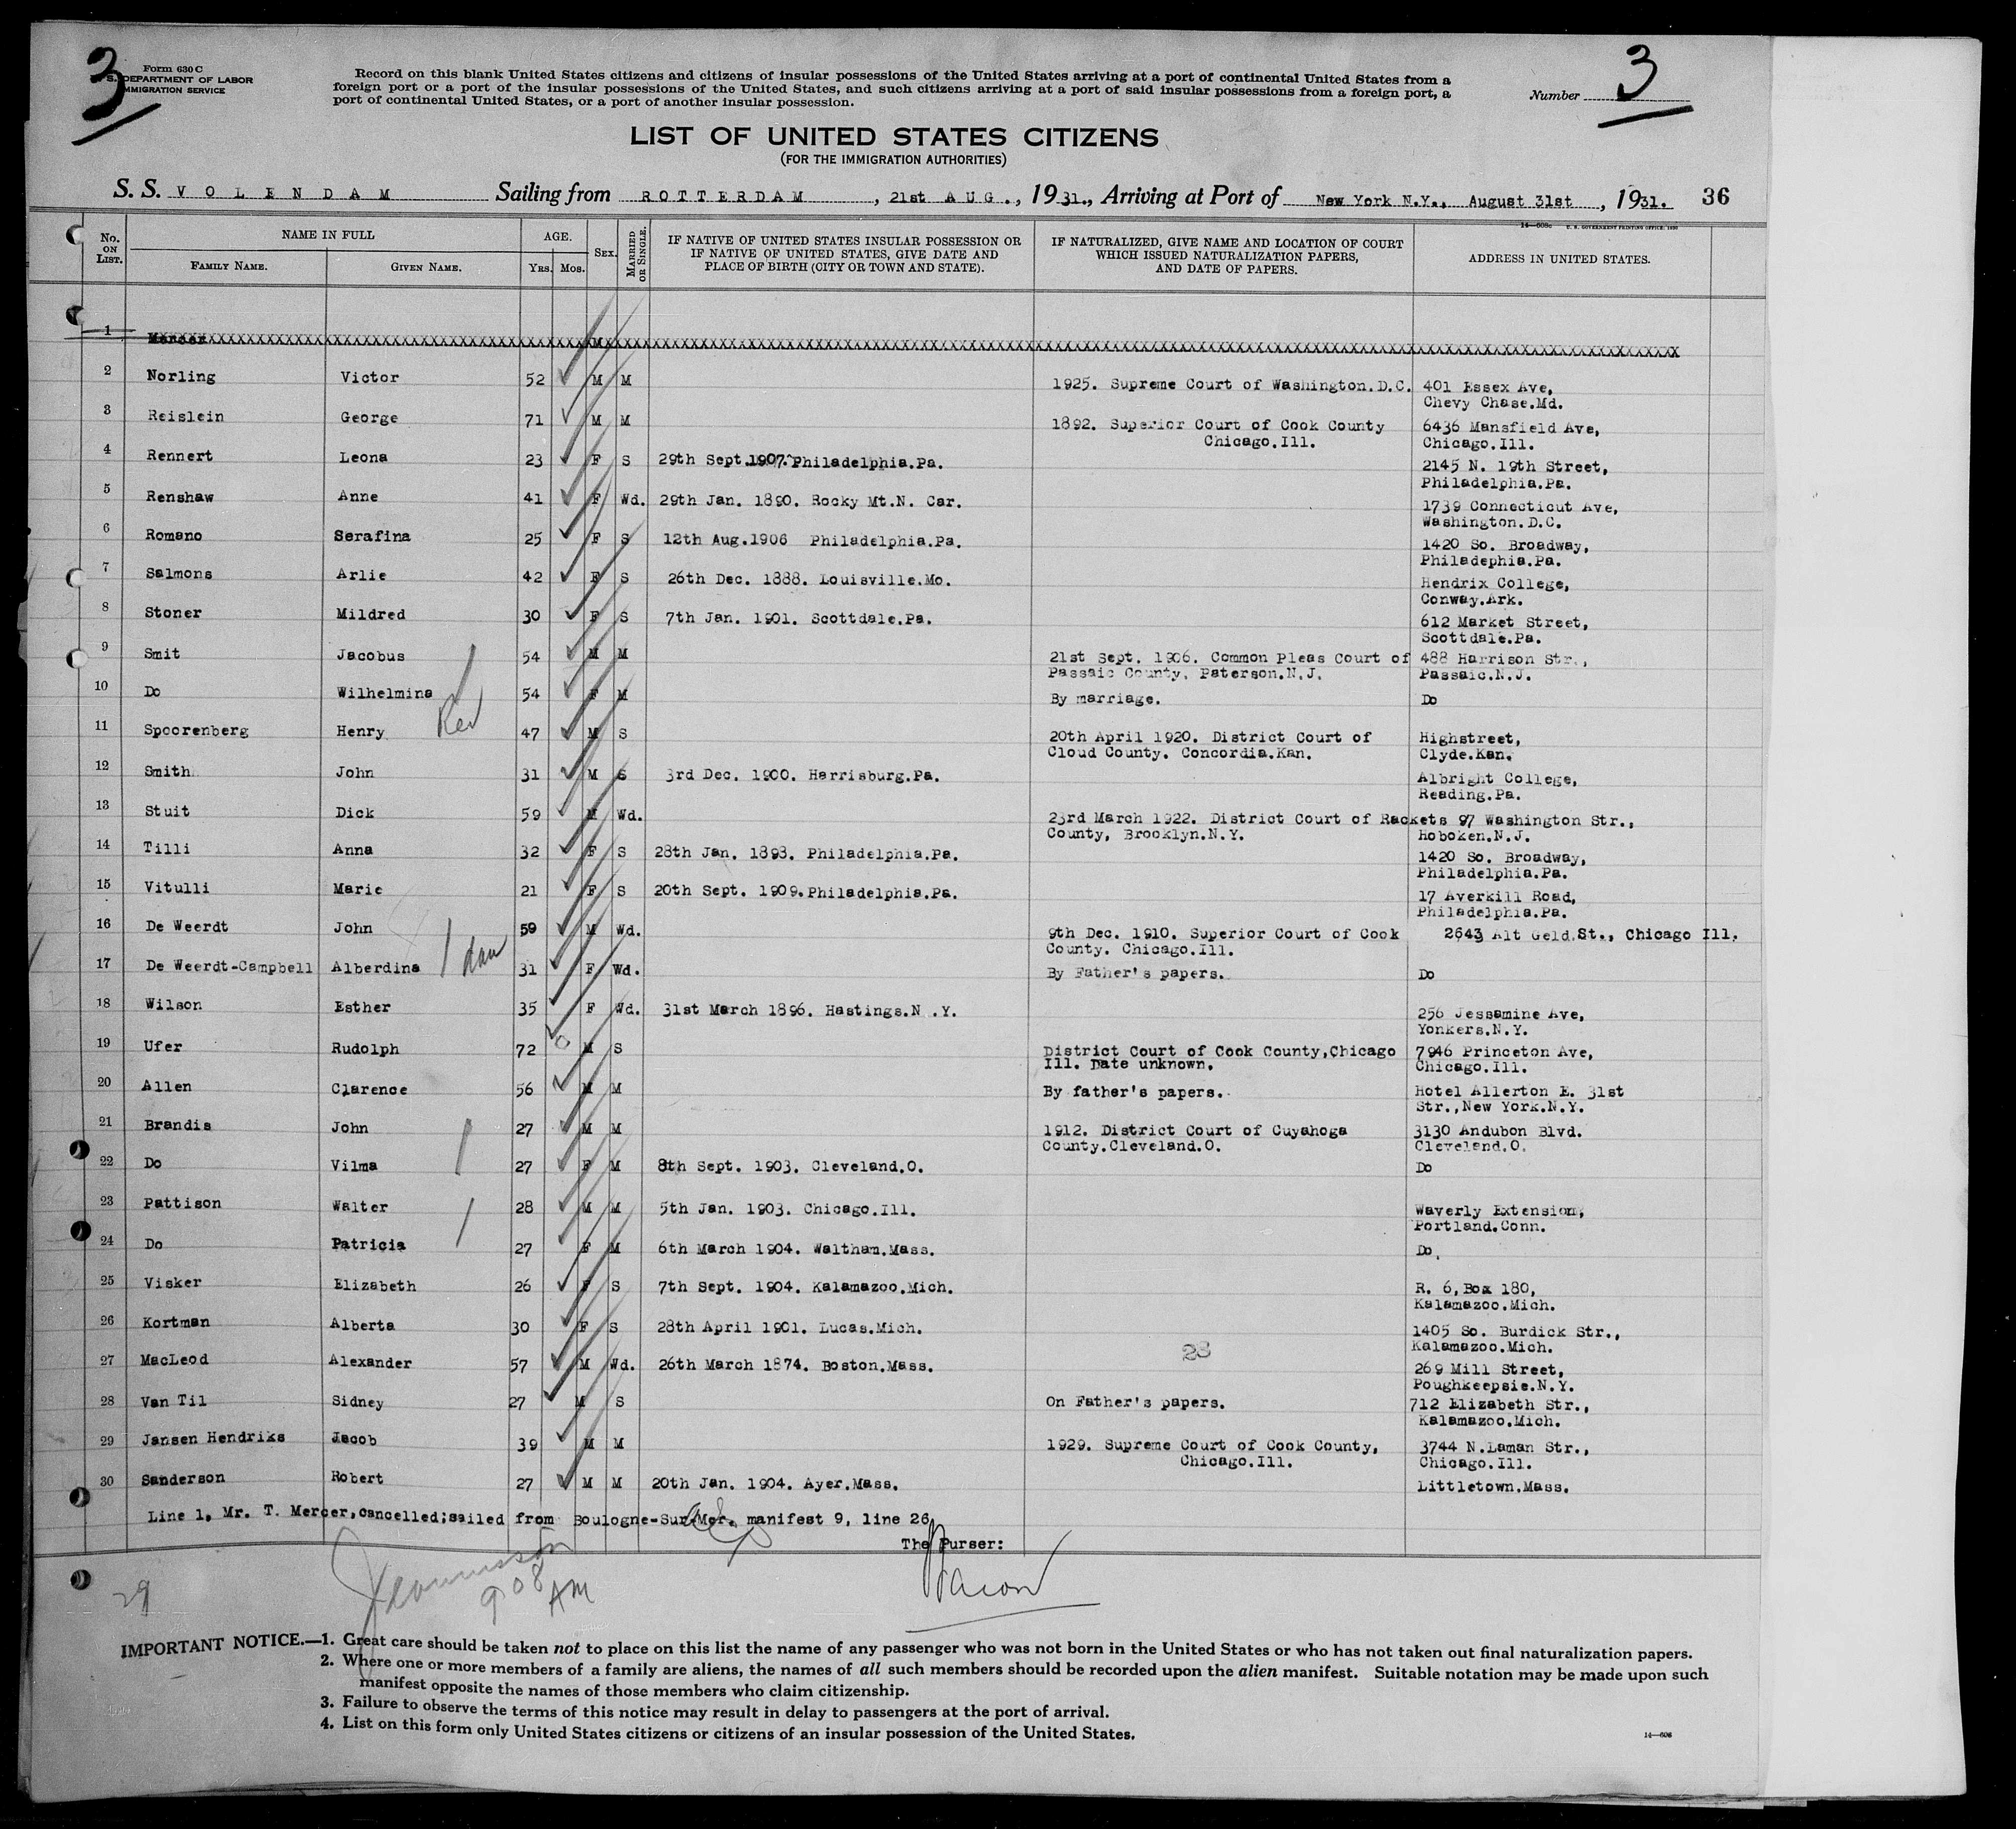 3
Form 630 C
U. S. DEPARTMENT OF LABOR
IMMIGRATION SERVICE
Record on this blank United States citizens and citizens of insular possessions of the United States arriving at a port of continental United States from a
foreign port or a port of the insular possessions of the United States, and such citizens arriving at a port of said insular possessions from a foreign port, a
port of continental United States, or a port of another insular possession.
Number 3
LIST OF UNITED STATES CITIZENS
(FOR THE IMMIGRATION AUTHORITIES)
S. S. VOLENDAM Sailing from ROTTERDAM, 21st AUG., 1931., Arriving at Port of New York N.Y., August 31st, 1931. 36
14—608c U. S. GOVERNMENT PRINTING OFFICE: 1930
No. ON LIST. NAME IN FULL FAMILY NAME. GIVEN NAME. AGE. YRS. MOS. SEX. MARRIED OR SINGLE. IF NATIVE OF UNITED STATES INSULAR POSSESSION OR IF NATIVE OF UNITED STATES, GIVE DATE AND PLACE OF BIRTH (CITY OR TOWN AND STATE). IF NATURALIZED, GIVE NAME AND LOCATION OF COURT WHICH ISSUED NATURALIZATION PAPERS, AND DATE OF PAPERS. ADDRESS IN UNITED STATES.
1 Mercer M
2 Norling Victor 52 M M 1925. Supreme Court of Washington.D.C. 401 Essex Ave,
Chevy Chase.Md.
3 Reislein George 71 M M 1892. Superior Court of Cook County 6436 Mansfield Ave,
Chicago.Ill. Chicago.Ill.
4 Rennert Leona 23 F S 29th Sept.1907.Philadelphia.Pa. 2145 N. 19th Street,
Philadelphia.Pa.
5 Renshaw Anne 41 F Wd. 29th Jan. 1890. Rocky Mt.N. Car. 1739 Connecticut Ave,
Washington.D.C.
6 Romano Serafina 25 F S 12th Aug.1906 Philadelphia.Pa. 1420 So. Broadway,
Philadephia.Pa.
7 Salmons Arlie 42 F S 26th Dec. 1888. Louisville.Mo. Hendrix College,
Conway.Ark.
8 Stoner Mildred 30 F S 7th Jan. 1901. Scottdale.Pa. 612 Market Street,
Scottdale.Pa.
9 Smit Jacobus 54 M M 21st Sept. 1906. Common Pleas Court of 488 Harrison Str.,
Passaic County, Paterson.N.J. Passaic.N.J.
10 Do Wilhelmina 54 F M By marriage. Do
11 Spoorenberg Henry 47 M S 20th April 1920. District Court of Highstreet,
Cloud County. Concordia.Kan. Clyde.Kan.
12 Smith John 31 M S 3rd Dec. 1900. Harrisburg.Pa. Albright College,
Reading.Pa.
13 Stuit Dick 59 M Wd. 23rd March 1922. District Court of Rackets 97 Washington Str.,
County, Brooklyn.N.Y. Hoboken.N.J.
14 Tilli Anna 32 F S 28th Jan. 1898. Philadelphia.Pa. 1420 So. Broadway,
Philadelphia.Pa.
15 Vitulli Marie 21 F S 20th Sept. 1909.Philadelphia.Pa. 17 Averkill Road,
Philadelphia.Pa.
16 De Weerdt John 59 M Wd. 9th Dec. 1910. Superior Court of Cook 2643 Alt Geld.St., Chicago Ill.
County. Chicago.Ill.
17 De Weerdt-Campbell Alberdina 31 F Wd. By Father's papers. Do
18 Wilson Esther 35 F Wd. 31st March 1896. Hastings.N .Y. 256 Jessamine Ave,
Yonkers.N.Y.
19 Ufer Rudolph 72 M S District Court of Cook County,Chicago 7946 Princeton Ave,
Ill. Date unknown. Chicago.Ill.
20 Allen Clarence 56 M M By father's papers. Hotel Allerton E. 31st
Str.,New York.N.Y.
21 Brandis John 27 M M 1912. District Court of Cuyahoga 3130 Andubon Blvd.
County.Cleveland.O. Cleveland.O.
22 Do Vilma 27 F M 8th Sept. 1903. Cleveland.O. Do
23 Pattison Walter 28 M M 5th Jan. 1903. Chicago.Ill. Waverly Extension,
Portland.Conn.
24 Do Patricia 27 F M 6th March 1904. Waltham.Mass. Do.
25 Visker Elizabeth 26 F S 7th Sept. 1904. Kalamazoo.Mich. R. 6,Box 180,
Kalamazoo.Mich.
26 Kortman Alberta 30 F S 28th April 1901. Lucas.Mich. 1405 So. Burdick Str.,
Kalamazoo.Mich.
27 MacLeod Alexander 57 M Wd. 26th March 1874. Boston.Mass. 28 269 Mill Street,
Poughkeepsie.N.Y.
28 Van Til Sidney 27 M S On Father's papers. 712 Elizabeth Str.,
Kalamazoo.Mich.
29 Jansen Hendriks Jacob 39 M M 1929. Supreme Court of Cook County, 3744 N.Laman Str.,
Chicago.Ill. Chicago.Ill.
30 Sanderson Robert 27 M M 20th Jan. 1904. Ayer.Mass. Littletown.Mass.
Line 1, Mr. T. Mercer,cancelled;sailed from Boulogne-Sur-Mer. manifest 9, line 26
The Purser:
29
908 AM
IMPORTANT NOTICE.—1. Great care should be taken not to place on this list the name of any passenger who was not born in the United States or who has not taken out final naturalization papers.
2. Where one or more members of a family are aliens, the names of all such members should be recorded upon the alien manifest. Suitable notation may be made upon such
manifest opposite the names of those members who claim citizenship.
3. Failure to observe the terms of this notice may result in delay to passengers at the port of arrival.
4. List on this form only United States citizens or citizens of an insular possession of the United States.
14—608